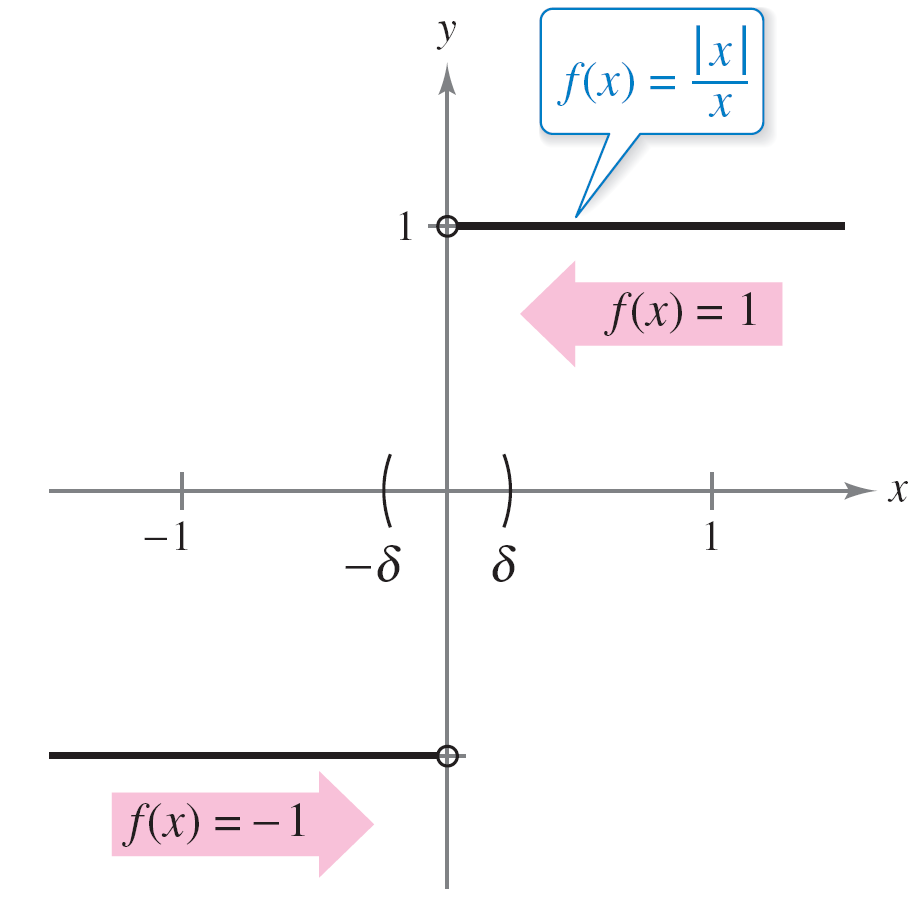 y
f(x) = |x|/x
1
f(x) = 1
x
−1
1
−δ
δ
f(x) = −1